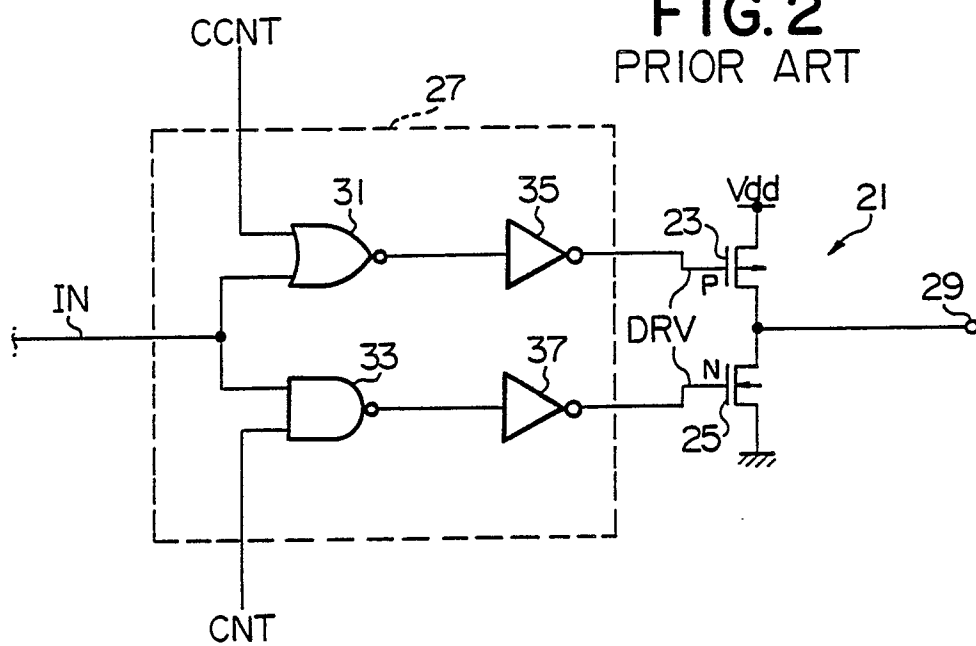 FIG. 2
PRIOR ART
CCNT
27
31
35
Vdd
21
23
P
IN
29
DRV
33
37
N
25
CNT